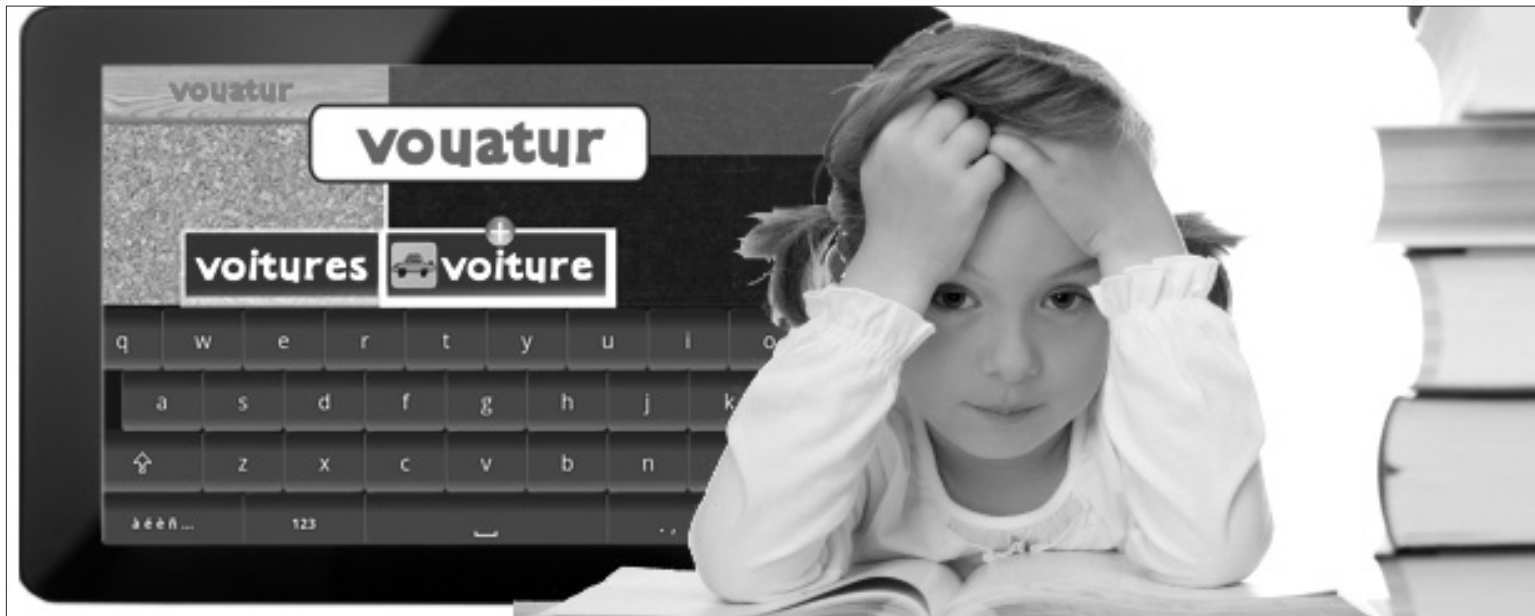 vouatur
vouatur
voitures voiture
q w e r t y u i o
a s d f g h j k
z x c v b n
à é è ñ ... 123 . ,